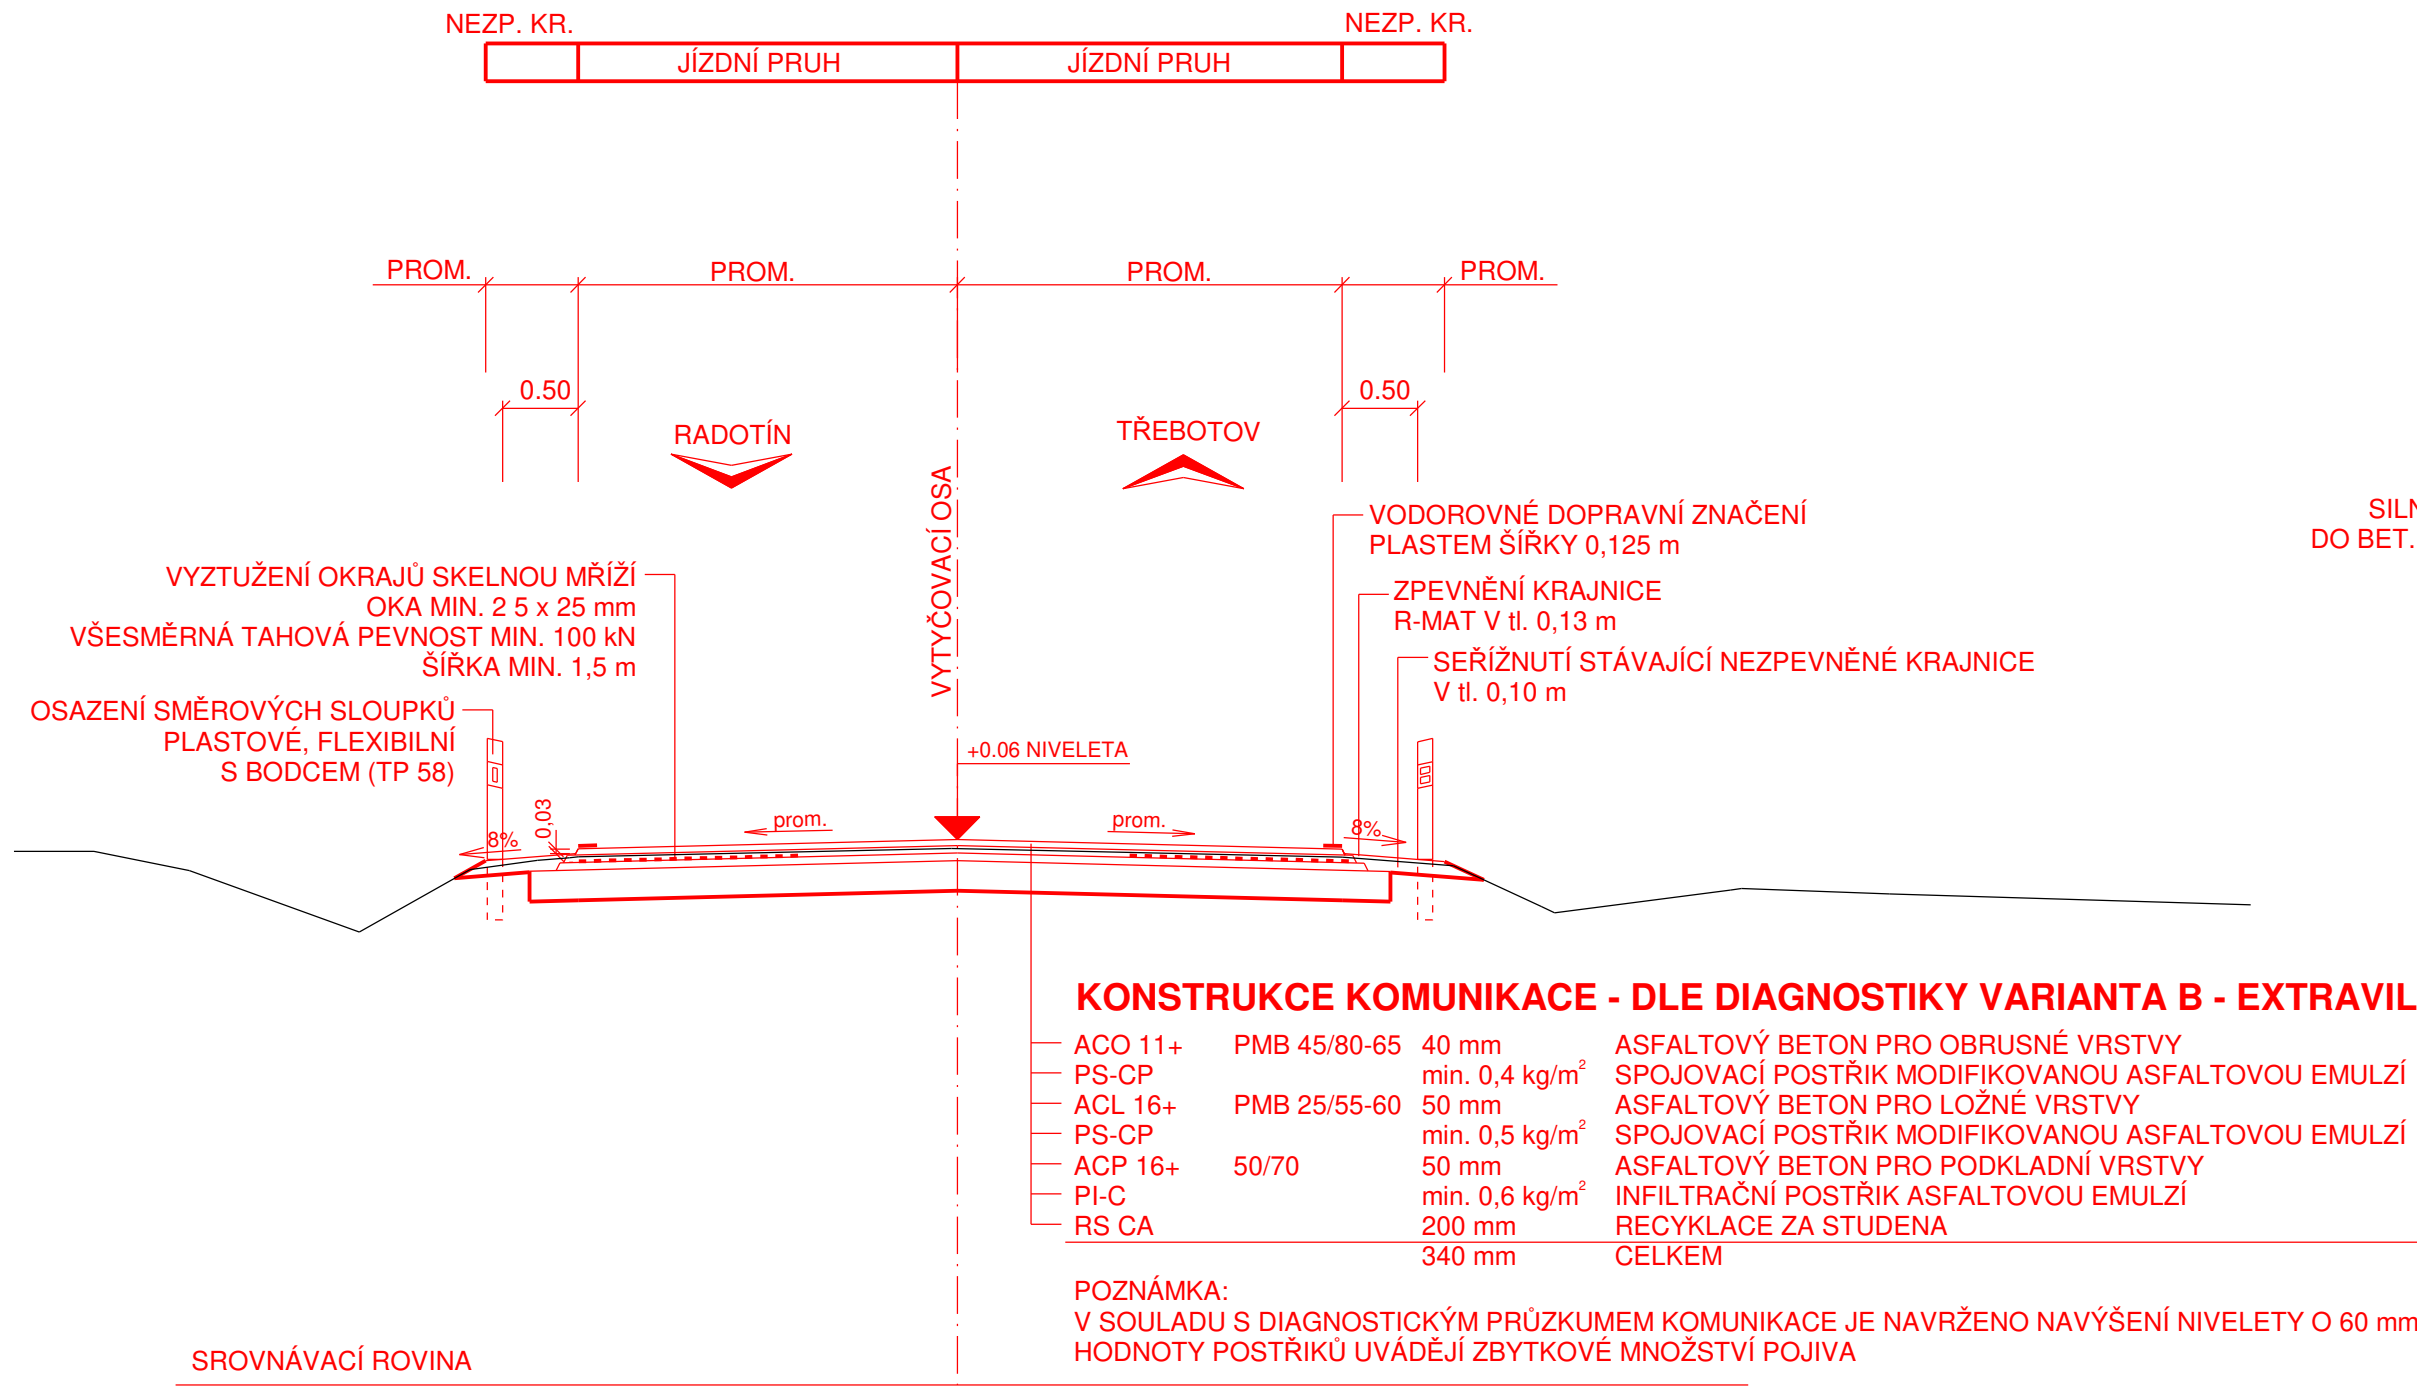 NEZP. KR.
NEZP. KR.
JÍZDNÍ PRUH
JÍZDNÍ PRUH
PROM.
PROM.
PROM.
PROM.
0.50
0.50
RADOTÍN
TŘEBOTOV
VYTYČOVACÍ OSA
VODOROVNÉ DOPRAVNÍ ZNAČENÍ
PLASTEM ŠÍŘKY 0,125 m
SILN
DO BET.
VYZTUŽENÍ OKRAJŮ SKELNOU MŘÍŽÍ
OKA MIN. 2 5 x 25 mm
VŠESMĚRNÁ TAHOVÁ PEVNOST MIN. 100 kN
ŠÍŘKA MIN. 1,5 m
ZPEVNĚNÍ KRAJNICE
R-MAT V tl. 0,13 m
SEŘÍŽNUTÍ STÁVAJÍCÍ NEZPEVNĚNÉ KRAJNICE
V tl. 0,10 m
OSAZENÍ SMĚROVÝCH SLOUPKŮ
PLASTOVÉ, FLEXIBILNÍ
S BODCEM (TP 58)
+0.06 NIVELETA
0,03
prom.
prom.
8%
8%
KONSTRUKCE KOMUNIKACE - DLE DIAGNOSTIKY VARIANTA B - EXTRAVIL
ACO 11+ PMB 45/80-65 40 mm ASFALTOVÝ BETON PRO OBRUSNÉ VRSTVY
PS-CP min. 0,4 kg/m² SPOJOVACÍ POSTŘIK MODIFIKOVANOU ASFALTOVOU EMULZÍ
ACL 16+ PMB 25/55-60 50 mm ASFALTOVÝ BETON PRO LOŽNÉ VRSTVY
PS-CP min. 0,5 kg/m² SPOJOVACÍ POSTŘIK MODIFIKOVANOU ASFALTOVOU EMULZÍ
ACP 16+ 50/70 50 mm ASFALTOVÝ BETON PRO PODKLADNÍ VRSTVY
PI-C min. 0,6 kg/m² INFILTRAČNÍ POSTŘIK ASFALTOVOU EMULZÍ
RS CA 200 mm RECYKLACE ZA STUDENA
340 mm CELKEM
POZNÁMKA:
V SOULADU S DIAGNOSTICKÝM PRŮZKUMEM KOMUNIKACE JE NAVRŽENO NAVÝŠENÍ NIVELETY O 60 mm
HODNOTY POSTŘIKŮ UVÁDĚJÍ ZBYTKOVÉ MNOŽSTVÍ POJIVA
SROVNÁVACÍ ROVINA